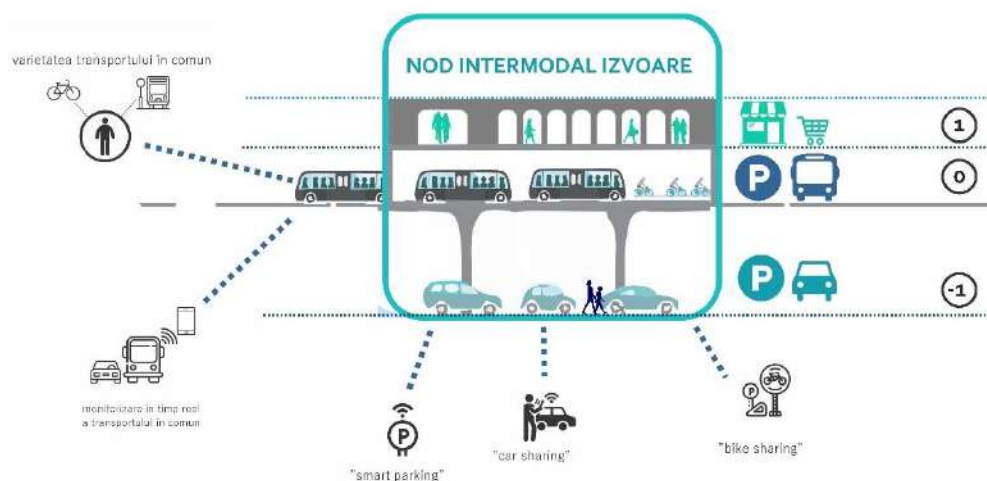 varietatea transportului în comun
NOD INTERMODAL IZVOARE
1
P
0
P
-1
monitorizare în timp real
a transportului în comun
P
"smart parking"
"car sharing"
P
"bike sharing"